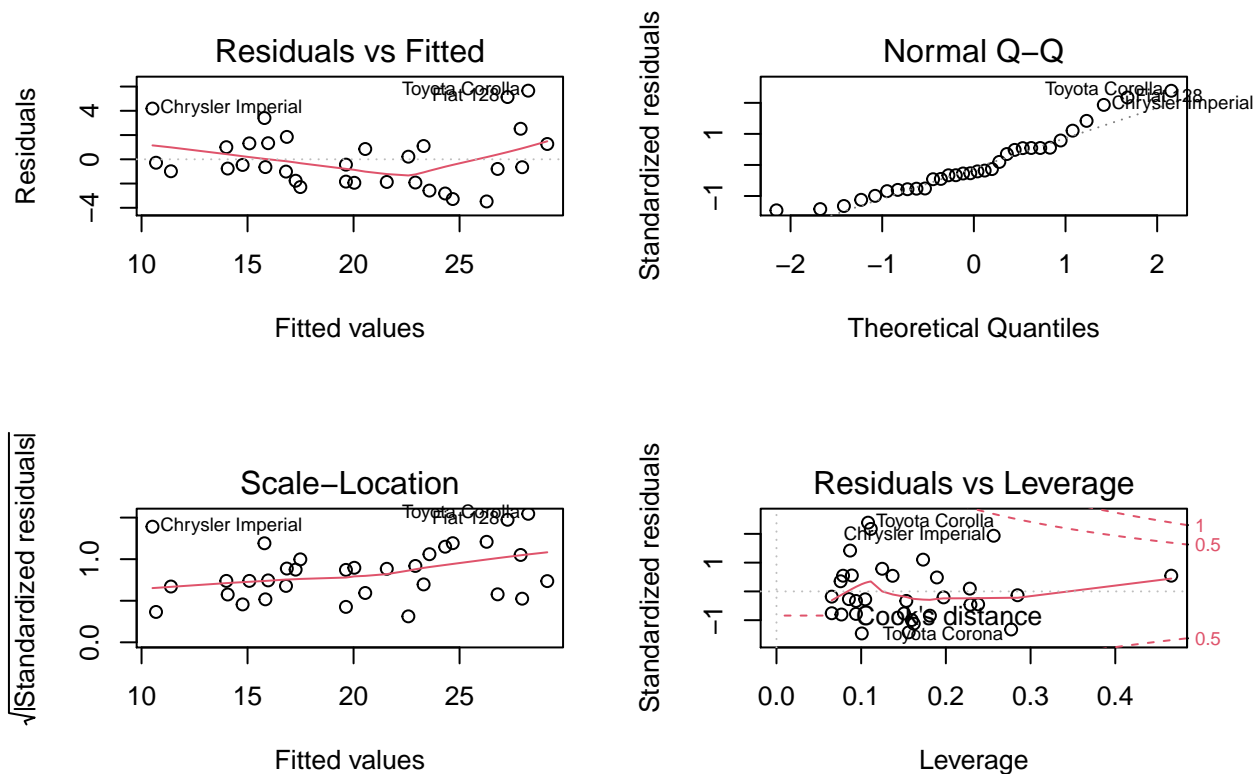 Residuals vs Fitted
Residuals
4
0
−4
Toyota Corolla
Fiat 128
Chrysler Imperial
10
15
20
25
Fitted values
Normal Q−Q
Standardized residuals
1
−1
Toyota Corolla
Fiat 128
Chrysler Imperial
−2
−1
0
1
2
Theoretical Quantiles
Scale−Location
√|Standardized residuals|
1.0
0.0
Toyota Corolla
Fiat 128
Chrysler Imperial
10
15
20
25
Fitted values
Residuals vs Leverage
Standardized residuals
1
−1
Toyota Corolla
Chrysler Imperial
Cook's distance
Toyota Corona
1
0.5
0.5
0.0
0.1
0.2
0.3
0.4
Leverage